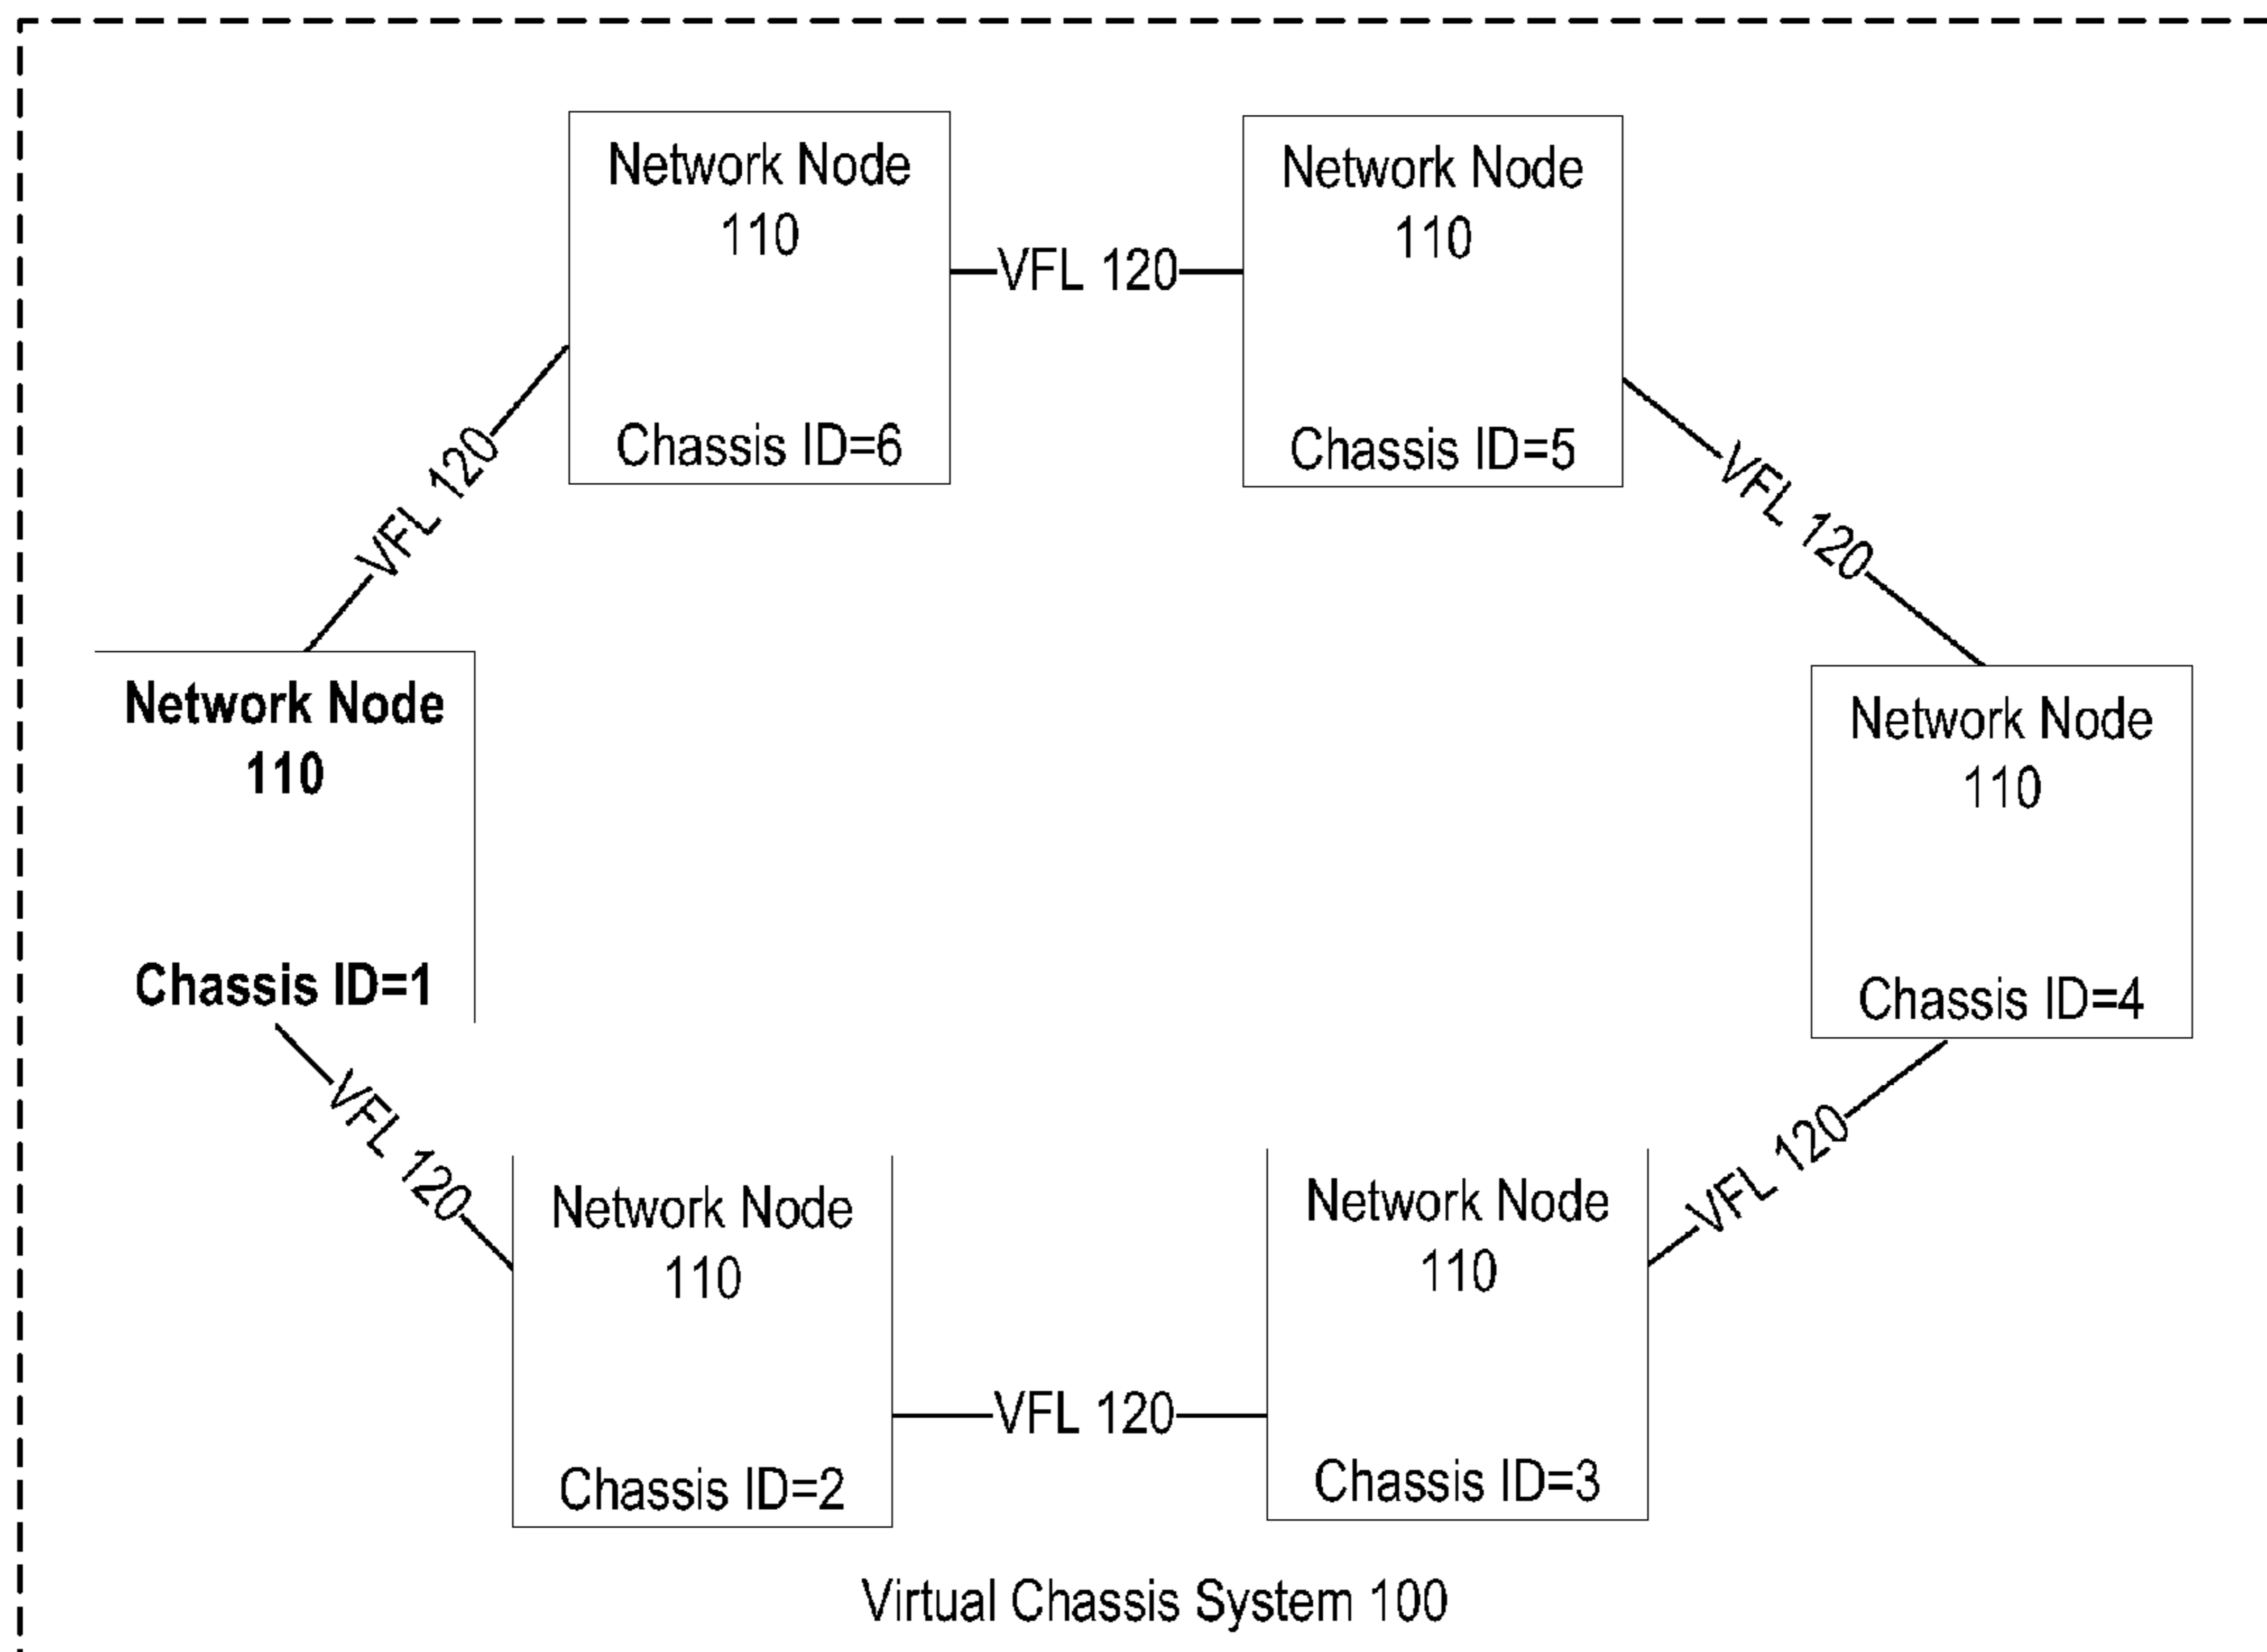 Network Node
110
Chassis ID=6
VFL 120
Network Node
110
Chassis ID=5
VFL 120
VFL 120
Network Node
110
Chassis ID=1
Network Node
110
Chassis ID=4
VFL 120
VFL 120
Network Node
110
Chassis ID=2
VFL 120
Network Node
110
Chassis ID=3
Virtual Chassis System 100